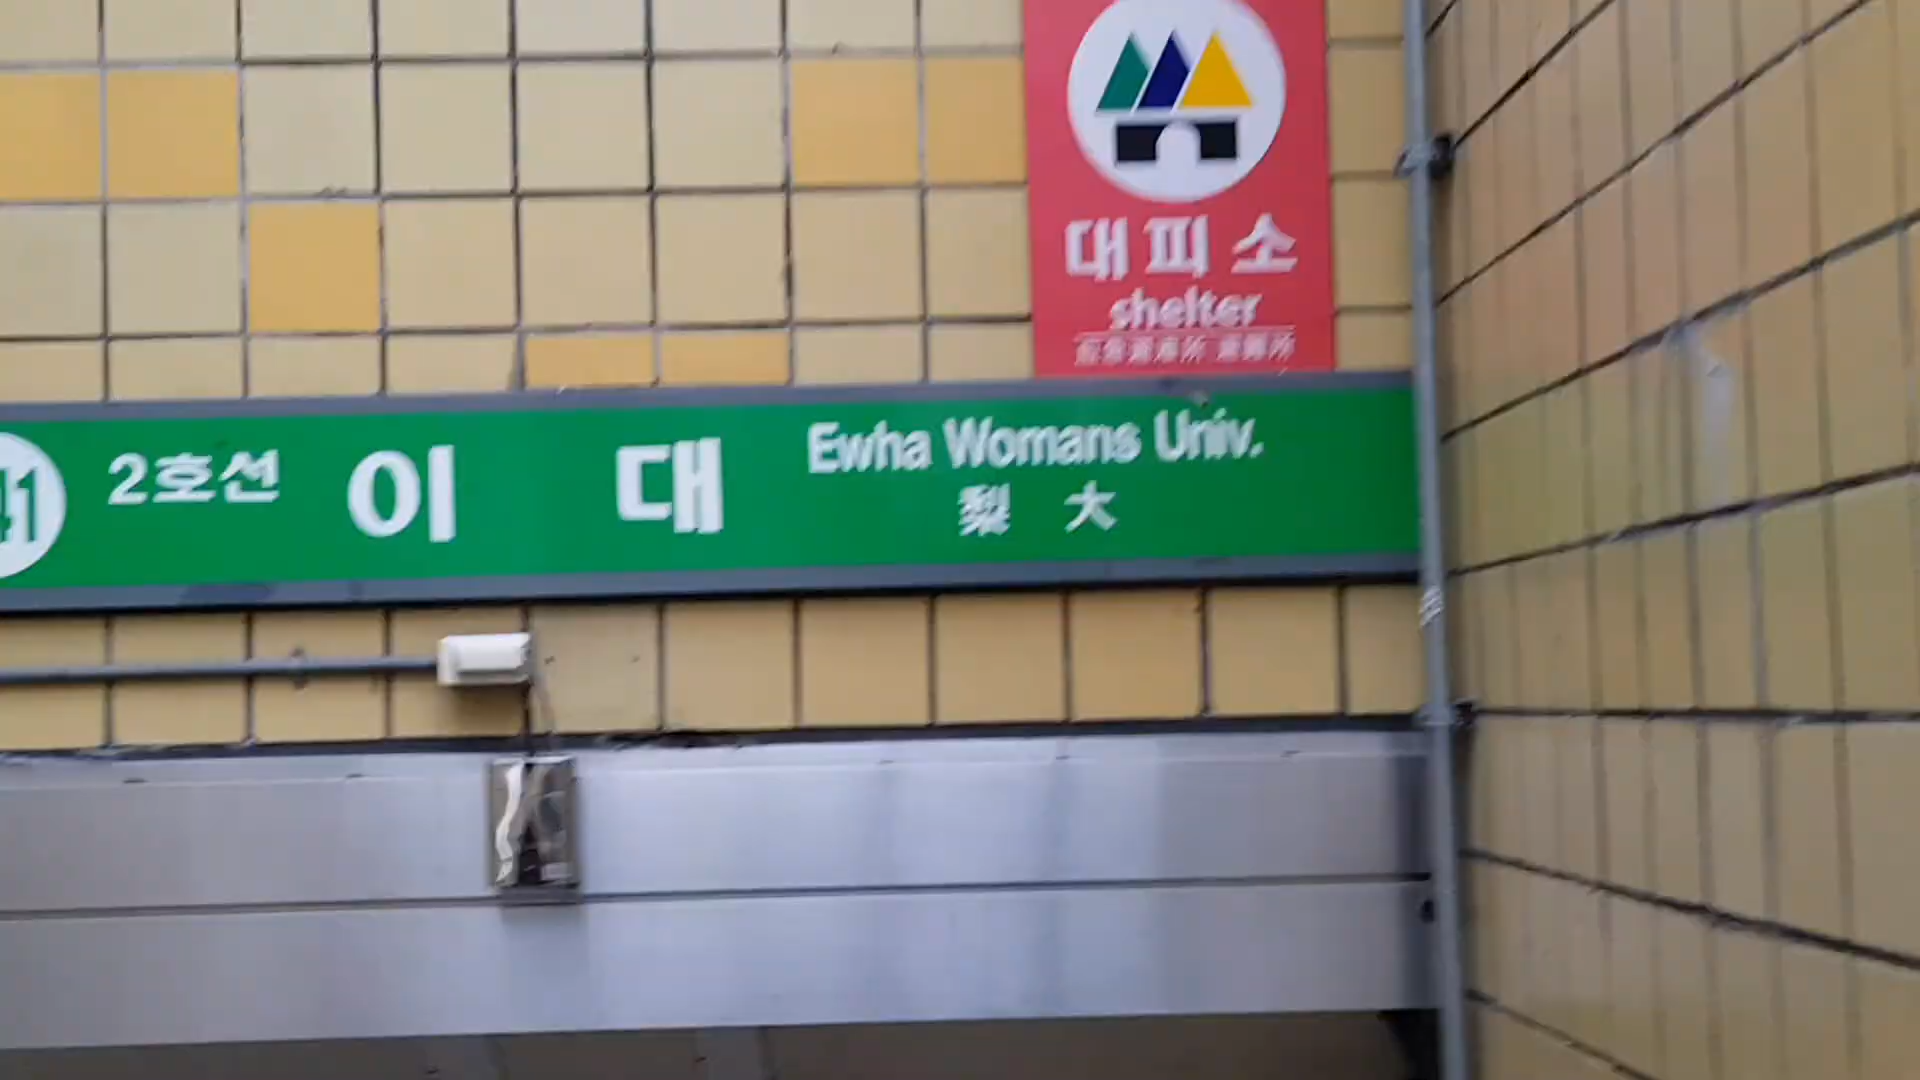 대피소
shelter
2호선
이 대
Ewha Womans Univ.
梨 大